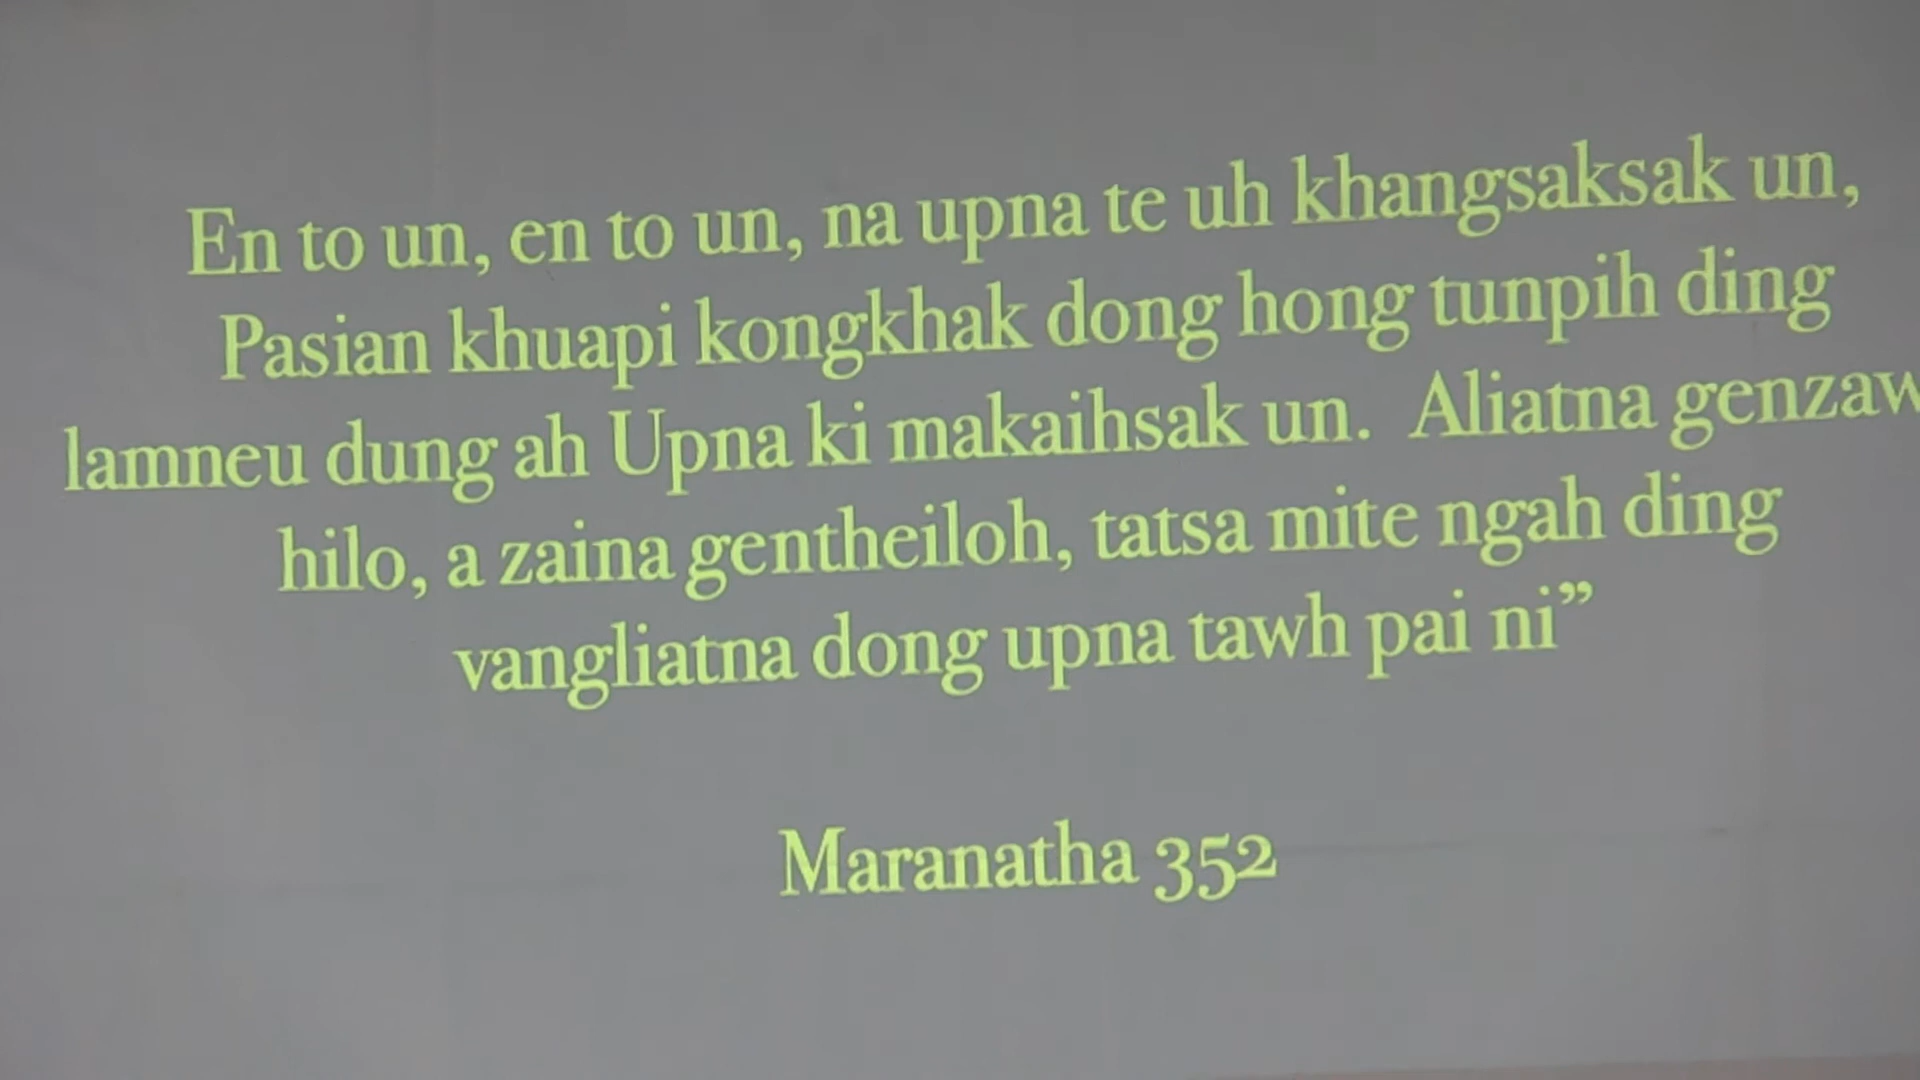 En to un, en to un, na upna te uh khangsaksak un,
Pasian khuapi kongkhak dong hong tunpih ding
lamneu dung ah Upna ki makaihsak un. Aliatna genzaw
hilo, a zaina gentheiloh, tatsa mite ngah ding
vangliatna dong upna tawh pai ni”
Maranatha 352